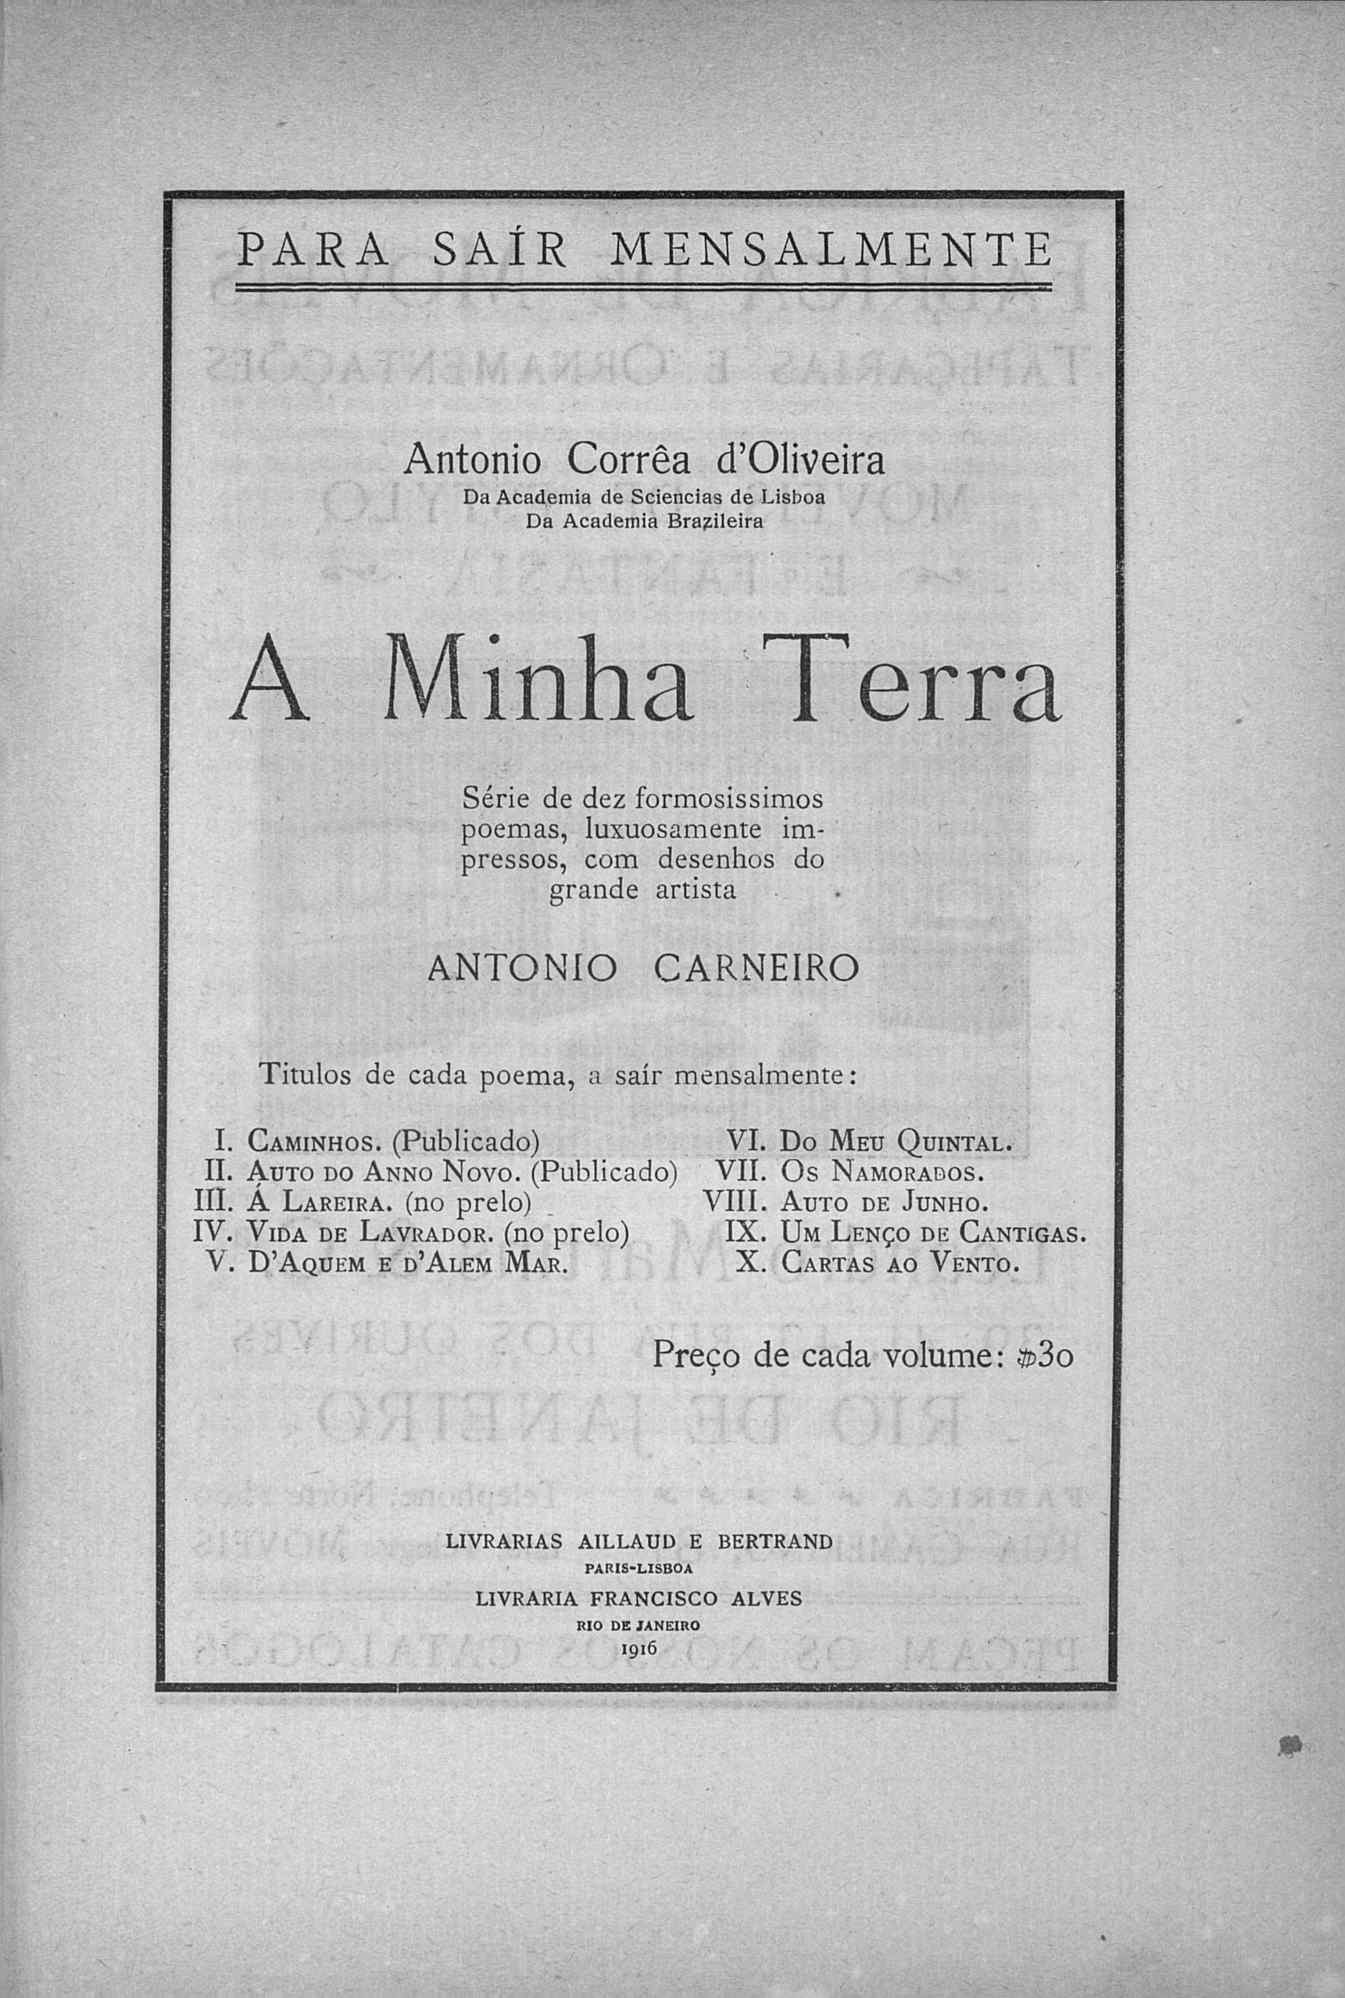 PARA SAÍR MENSALMENTE
Antonio Corrêa d'Oliveira
Da Academia de Sciencias de Lisboa
Da Academia Brazileira
A Minha Terra
Série de dez formosissimos
poemas, luxuosamente im-
pressos, com desenhos do
grande artista
ANTONIO CARNEIRO
Titulos de cada poema, a saír mensalmente:
I. CAMINHOS. (Publicado)
II. AUTO DO ANNO NOVO. (Publicado)
III. Á LAREIRA. (no prelo)
IV. VIDA DE LAVRADOR. (no prelo)
V. D'AQUEM E D'ALEM MAR.
VI. DO MEU QUINTAL.
VII. OS NAMORADOS.
VIII. AUTO DE JUNHO.
IX. UM LENÇO DE CANTIGAS.
X. CARTAS AO VENTO.
Preço de cada volume: $30
LIVRARIAS AILLAUD E BERTRAND
PARIS-LISBOA
LIVRARIA FRANCISCO ALVES
RIO DE JANEIRO
1916